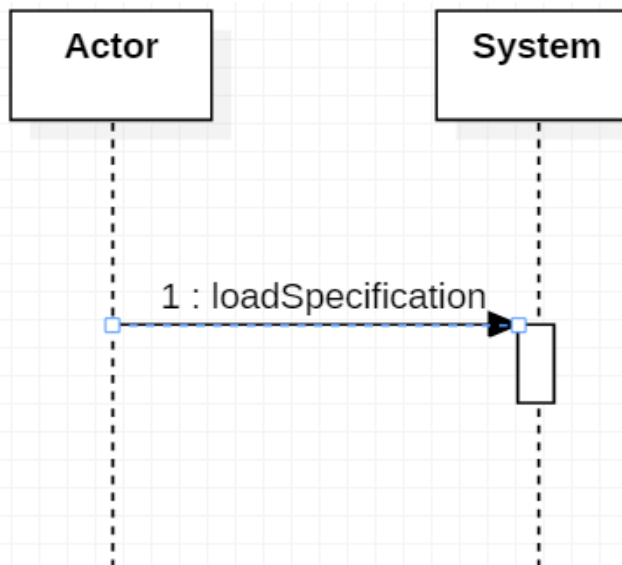 Actor
System
1 : loadSpecification